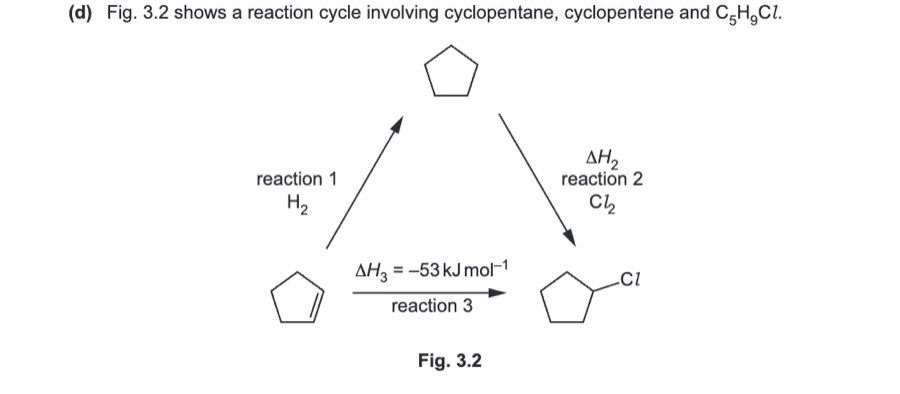 (d) Fig. 3.2 shows a reaction cycle involving cyclopentane, cyclopentene and C₅H₉Cl.
ΔH₂
reaction 1
reaction 2
H₂
Cl₂
ΔH₃ = –53 kJ mol⁻¹
Cl
reaction 3
Fig. 3.2